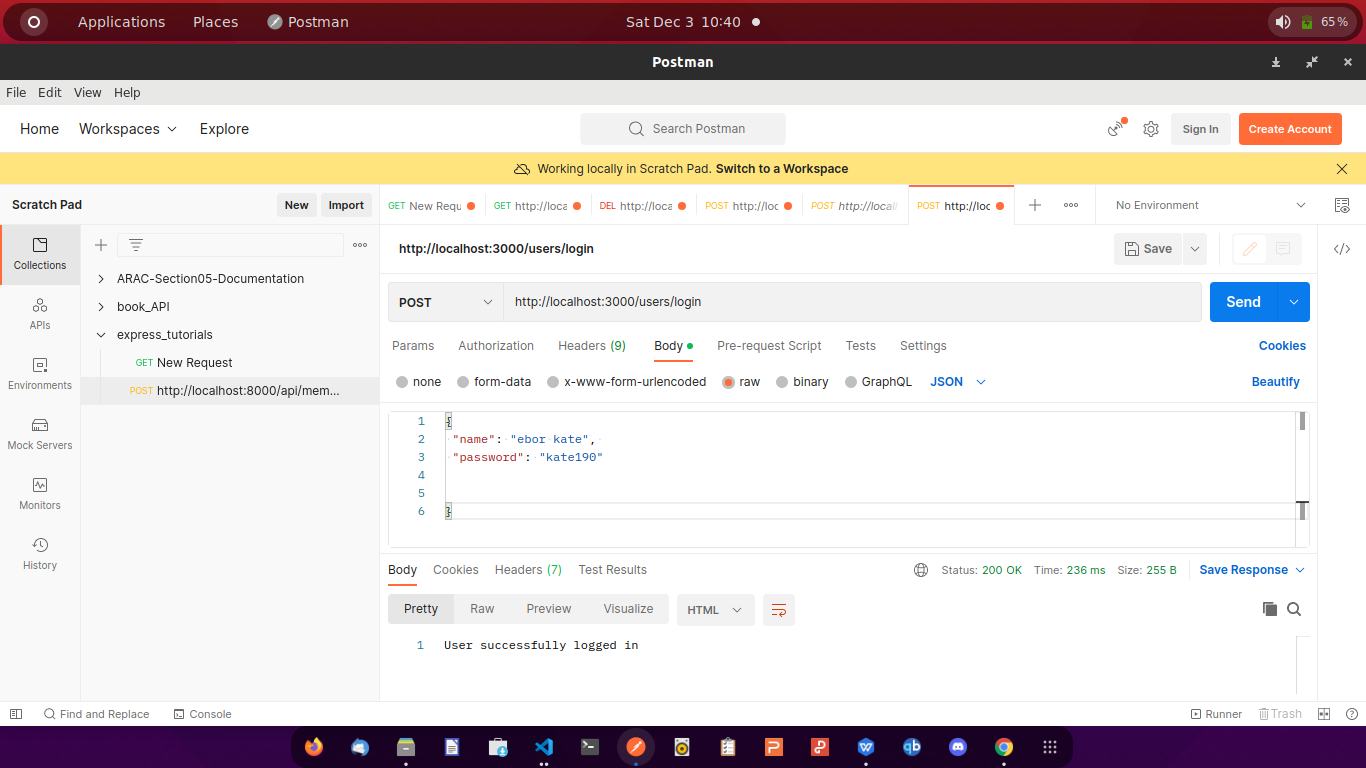 Applications Places Postman Sat Dec 3 10:40 65%
Postman
File Edit View Help
Home Workspaces Explore Search Postman Sign In Create Account
Working locally in Scratch Pad. Switch to a Workspace
Scratch Pad New Import GET New Requ GET http://loca DEL http://loca POST http://loc POST http://local POST http://loc No Environment
Collections
APIs
Environments
Mock Servers
Monitors
History
ARAC-Section05-Documentation
book_API
express_tutorials
GET New Request
POST http://localhost:8000/api/mem...
http://localhost:3000/users/login Save
POST http://localhost:3000/users/login Send
Params Authorization Headers (9) Body Pre-request Script Tests Settings Cookies
none form-data x-www-form-urlencoded raw binary GraphQL JSON Beautify
1 {
2 "name": "ebor kate",
3 "password": "kate190"
4
5
6 }
Body Cookies Headers (7) Test Results Status: 200 OK Time: 236 ms Size: 255 B Save Response
Pretty Raw Preview Visualize HTML
1 User successfully logged in
Find and Replace Console Runner Trash